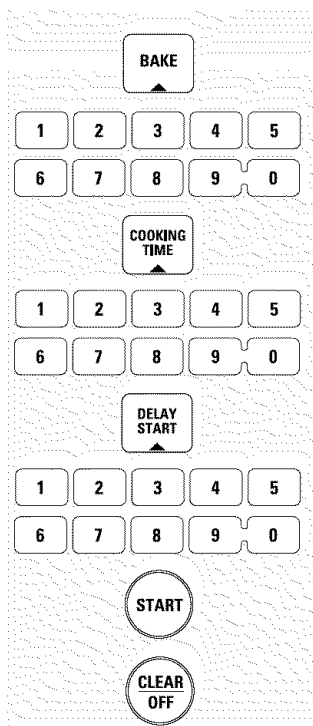 BAKE
1 2 3 4 5
6 7 8 9 0
COOKING
TIME
1 2 3 4 5
6 7 8 9 0
DELAY
START
1 2 3 4 5
6 7 8 9 0
START
CLEAR
OFF